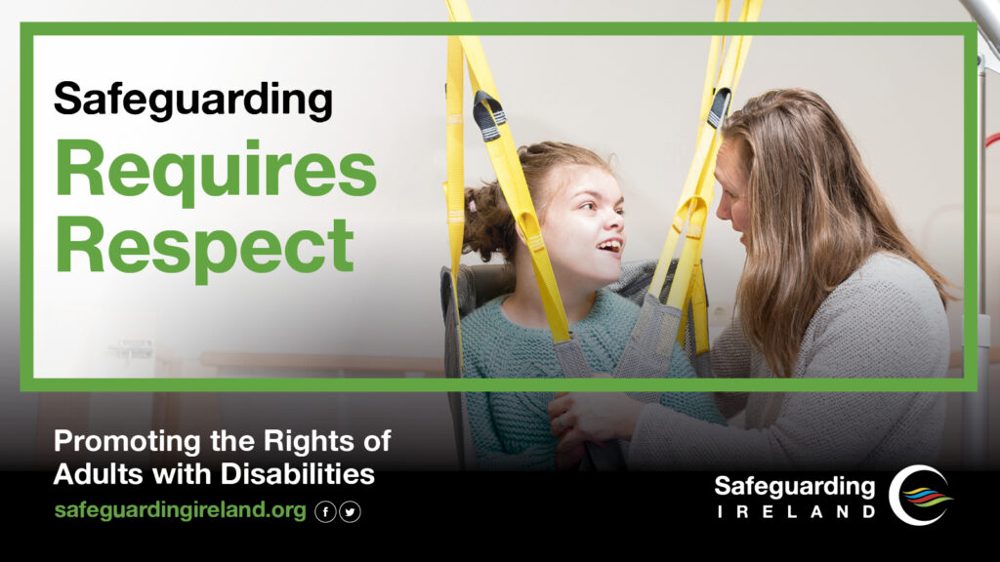 Safeguarding
Requires
Respect
Promoting the Rights of
Adults with Disabilities
safeguardingireland.org
Safeguarding
IRELAND